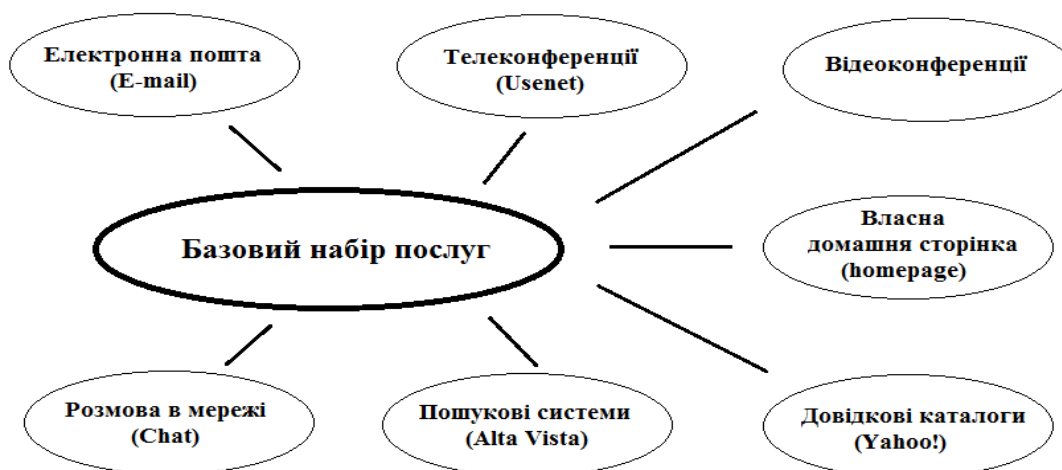 Електронна пошта
(E-mail)
Телеконференції
(Usenet)
Відеоконференції
Базовий набір послуг
Власна
домашня сторінка
(homepage)
Розмова в мережі
(Chat)
Пошукові системи
(Alta Vista)
Довідкові каталоги
(Yahoo!)